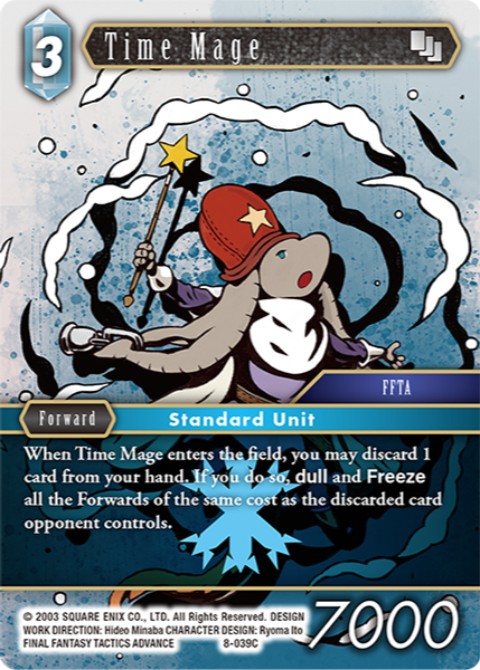 3
Time Mage
FFTA
Forward
Standard Unit
When Time Mage enters the field, you may discard 1
card from your hand. If you do so, dull and Freeze
all the Forwards of the same cost as the discarded card
opponent controls.
© 2003 SQUARE ENIX CO., LTD. All Rights Reserved. DESIGN
WORK DIRECTION: Hideo Minaba CHARACTER DESIGN: Ryoma Ito
FINAL FANTASY TACTICS ADVANCE 8-039C
7000